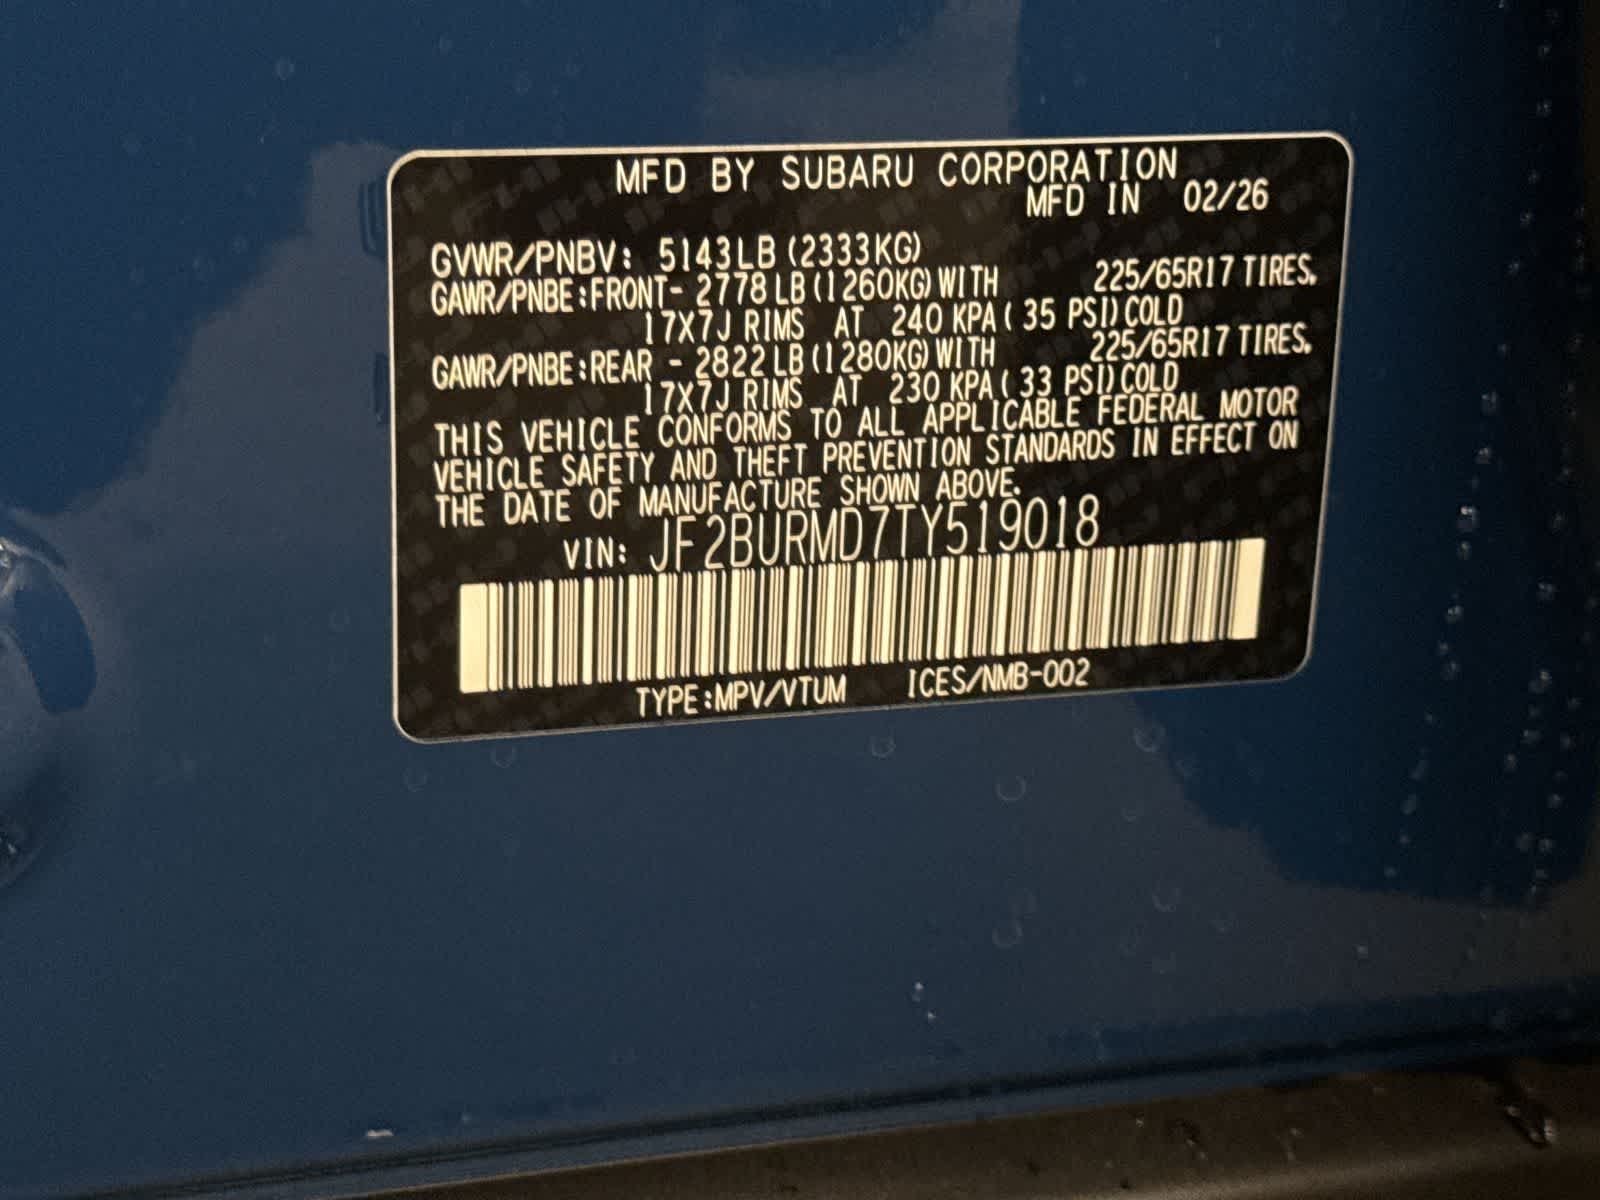 MFD BY SUBARU CORPORATION
MFD IN 02/26
GVWR/PNBV: 5143LB (2333KG)
GAWR/PNBE:FRONT- 2778 LB (1260KG) WITH 225/65R17 TIRES,
17X7J RIMS AT 240 KPA ( 35 PSI) COLD
GAWR/PNBE:REAR - 2822 LB (1280KG) WITH 225/65R17 TIRES,
17X7J RIMS AT 230 KPA ( 33 PSI) COLD
THIS VEHICLE CONFORMS TO ALL APPLICABLE FEDERAL MOTOR
VEHICLE SAFETY AND THEFT PREVENTION STANDARDS IN EFFECT ON
THE DATE OF MANUFACTURE SHOWN ABOVE.
VIN: JF2BURMD7TY519018
TYPE:MPV/VTUM ICES/NMB-002